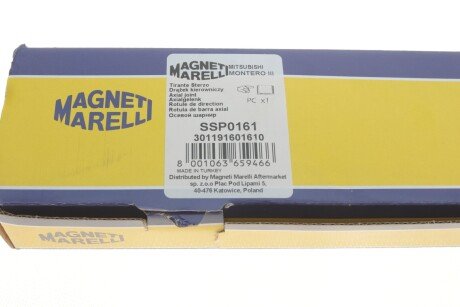 MAGNETI
MARELLI
MAGNETI
MARELLI
MITSUBISHI
MONTERO III
Tirante Sterzo
Drążek kierowniczy
Axial joint
Axialgelenk
Rotule de direction
Rotula de barra axial
Осевой шарнир
PC x1
SSP0161
301191601610
8 001063 659466
MADE IN TURKEY
Distributed by Magneti Marelli Aftermarket
sp. z.o.o Plac Pod Lipami 5,
40-476 Katowice, Poland
MAGNETI
MARELLI